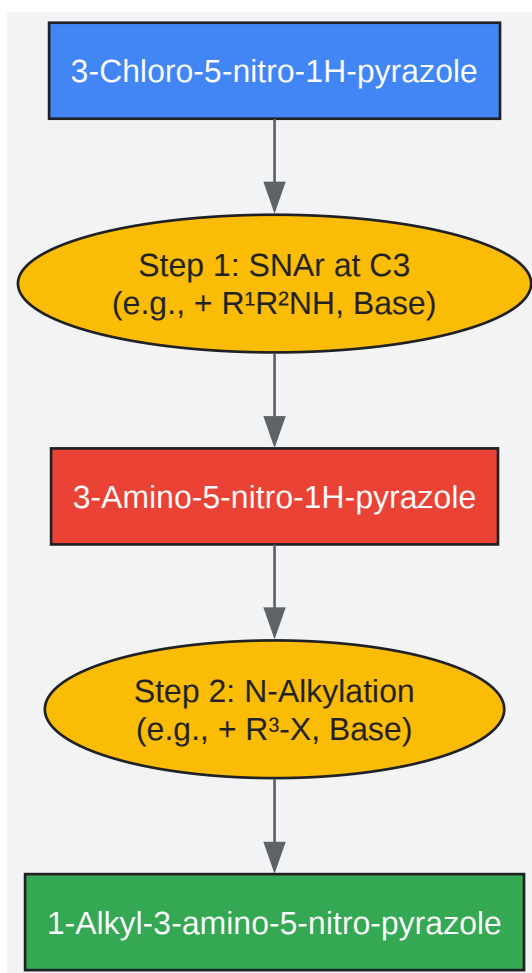 3-Chloro-5-nitro-1H-pyrazole
Step 1: SNAr at C3
(e.g., + R¹R²NH, Base)
3-Amino-5-nitro-1H-pyrazole
Step 2: N-Alkylation
(e.g., + R³-X, Base)
1-Alkyl-3-amino-5-nitro-pyrazole